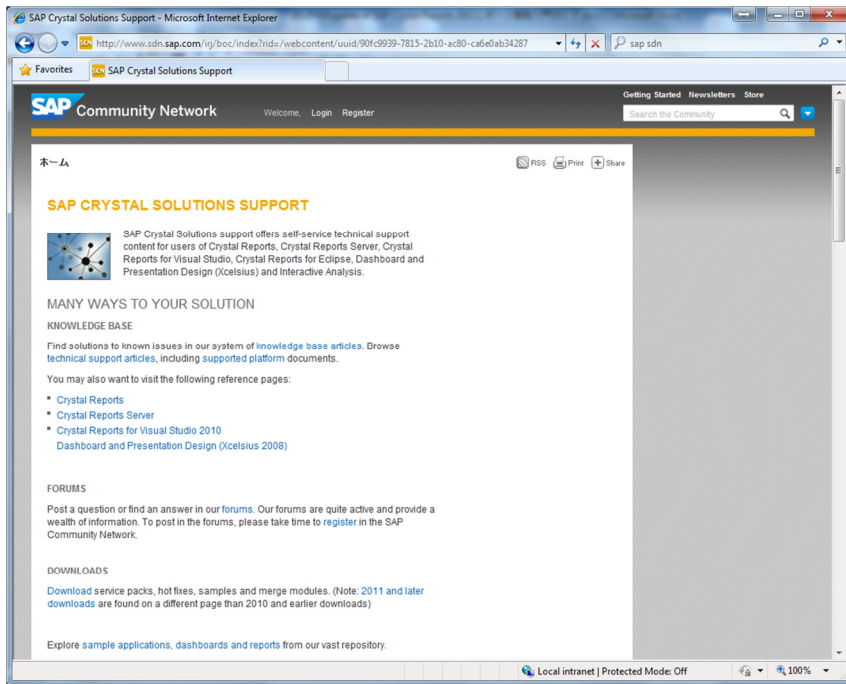 SAP Crystal Solutions Support - Microsoft Internet Explorer
http://www.sdn.sap.com/irj/boc/index?rid=/webcontent/uuid/90fc9939-7815-2b10-ac80-ca6e0ab34287
sap sdn
Favorites
SCN SAP Crystal Solutions Support
Getting Started Newsletters Store
SAP Community Network
Welcome, Login Register
Search the Community
ホーム
RSS Print Share
SAP CRYSTAL SOLUTIONS SUPPORT
SAP Crystal Solutions support offers self-service technical support
content for users of Crystal Reports, Crystal Reports Server, Crystal
Reports for Visual Studio, Crystal Reports for Eclipse, Dashboard and
Presentation Design (Xcelsius) and Interactive Analysis.
MANY WAYS TO YOUR SOLUTION
KNOWLEDGE BASE
Find solutions to known issues in our system of knowledge base articles. Browse
technical support articles, including supported platform documents.
You may also want to visit the following reference pages:
Crystal Reports
Crystal Reports Server
Crystal Reports for Visual Studio 2010
Dashboard and Presentation Design (Xcelsius 2008)
FORUMS
Post a question or find an answer in our forums. Our forums are quite active and provide a
wealth of information. To post in the forums, please take time to register in the SAP
Community Network.
DOWNLOADS
Download service packs, hot fixes, samples and merge modules. (Note: 2011 and later
downloads are found on a different page than 2010 and earlier downloads)
Explore sample applications, dashboards and reports from our vast repository.
Local intranet | Protected Mode: Off
100%